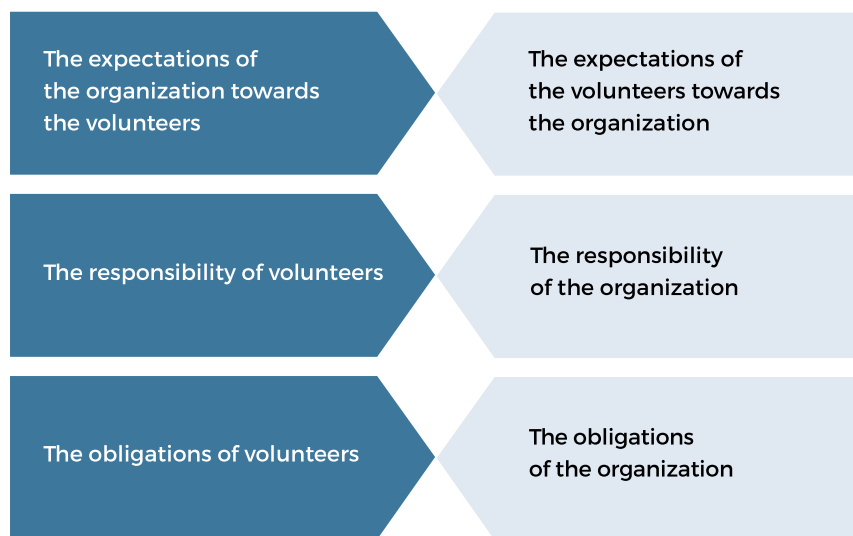 The expectations of
the organization towards
the volunteers
The expectations of
the volunteers towards
the organization
The responsibility of volunteers
The responsibility
of the organization
The obligations of volunteers
The obligations
of the organization